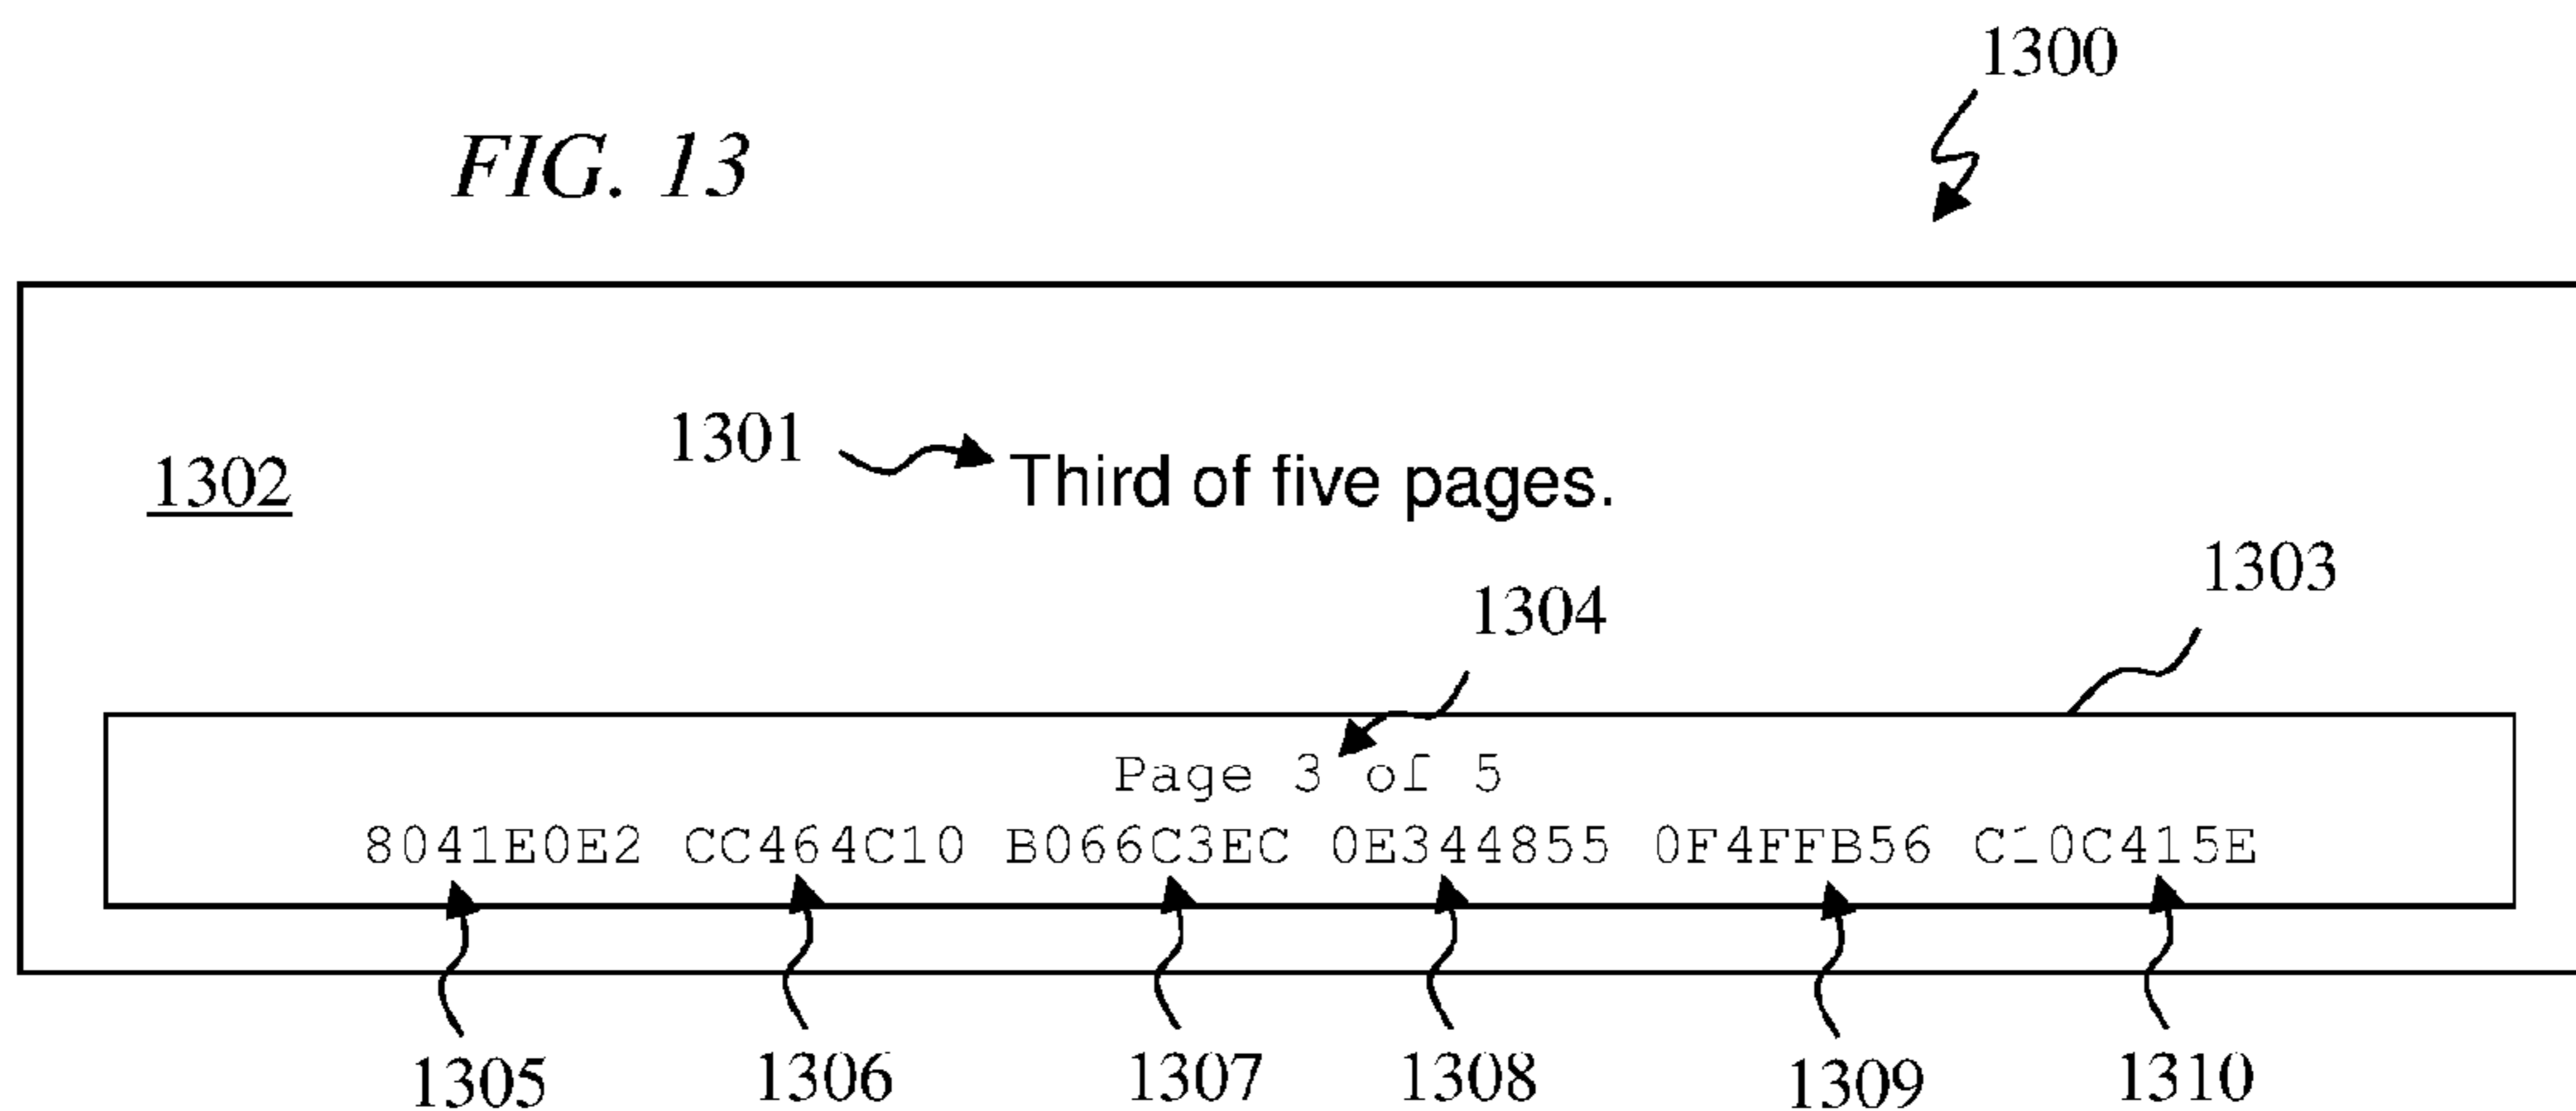 1300
FIG. 13
1301 Third of five pages.
1302
1303
1304
Page 3 of 5
8041E0E2 CC464C10 B066C3EC 0E344855 0F4FFB56 C10C415E
1305 1306 1307 1308 1309 1310